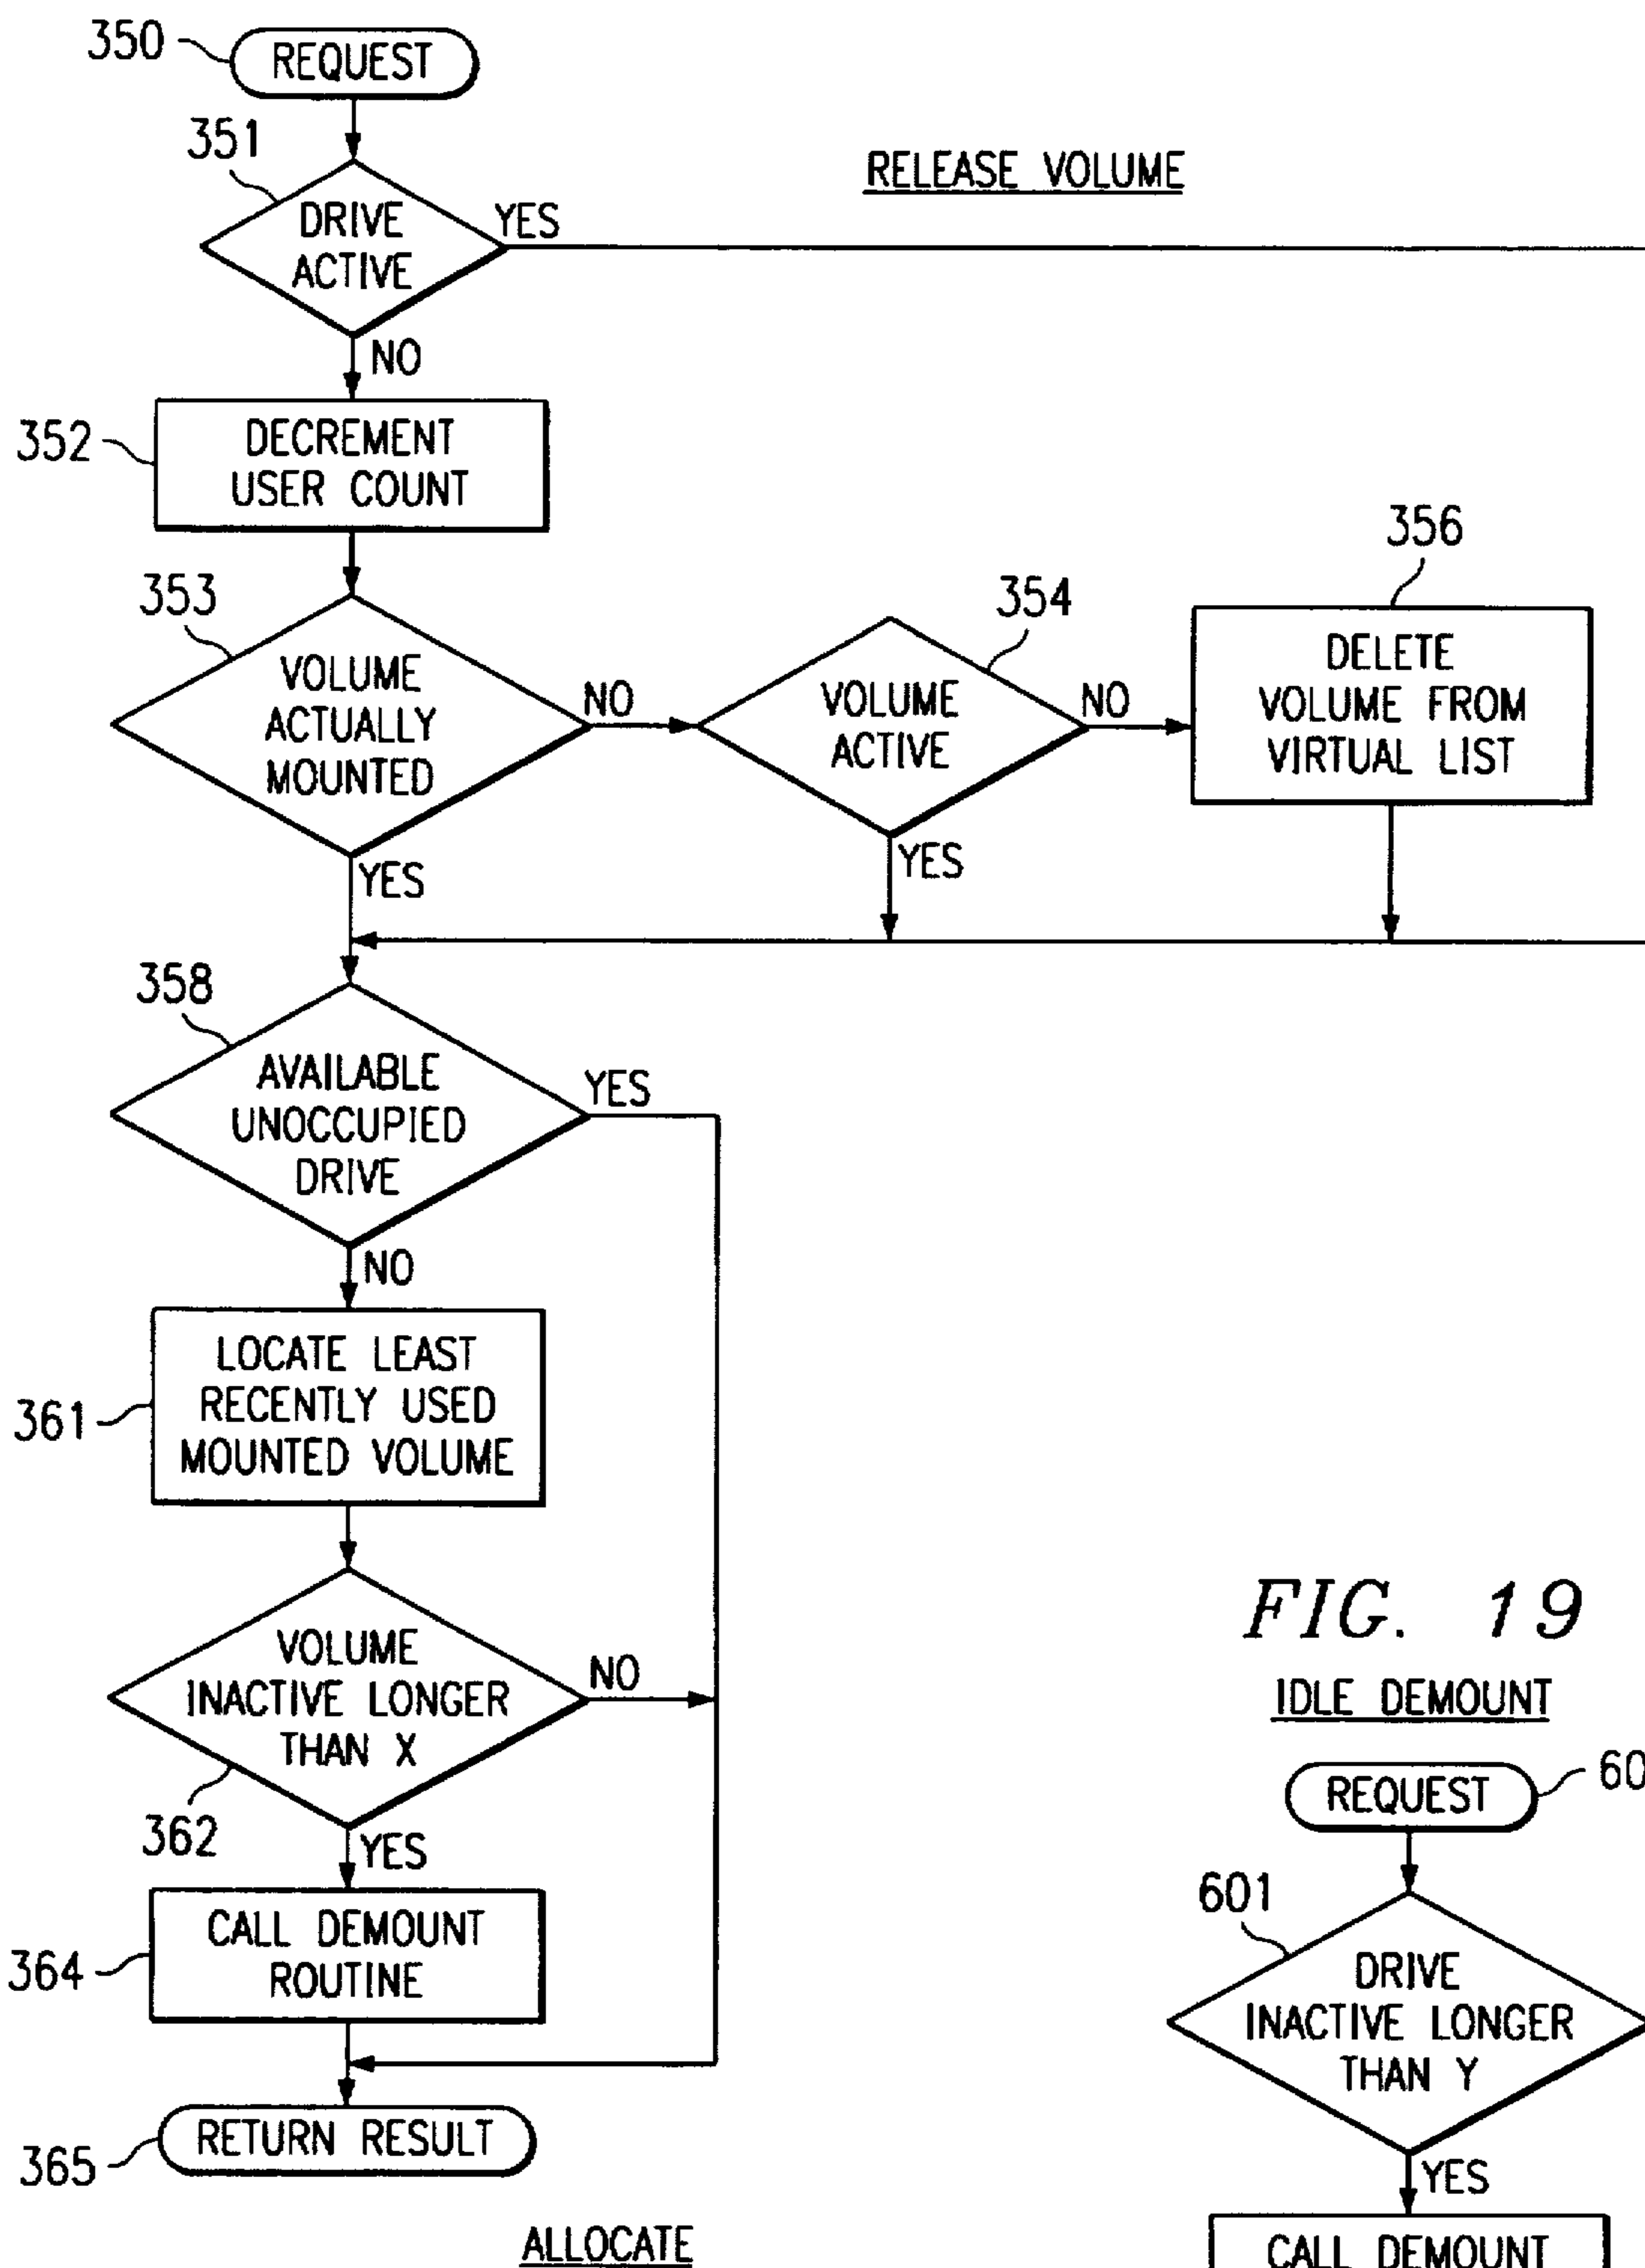 350
REQUEST
351
RELEASE VOLUME
DRIVE
ACTIVE
YES
NO
352
DECREMENT
USER COUNT
356
353
354
VOLUME
ACTUALLY
MOUNTED
NO
VOLUME
ACTIVE
NO
DELETE
VOLUME FROM
VIRTUAL LIST
YES
YES
358
AVAILABLE
UNOCCUPIED
DRIVE
YES
NO
361
LOCATE LEAST
RECENTLY USED
MOUNTED VOLUME
VOLUME
INACTIVE LONGER
THAN X
NO
362
YES
364
CALL DEMOUNT
ROUTINE
365
RETURN RESULT
ALLOCATE
FIG. 19
IDLE DEMOUNT
REQUEST
601
DRIVE
INACTIVE LONGER
THAN Y
YES
CALL DEMOUNT